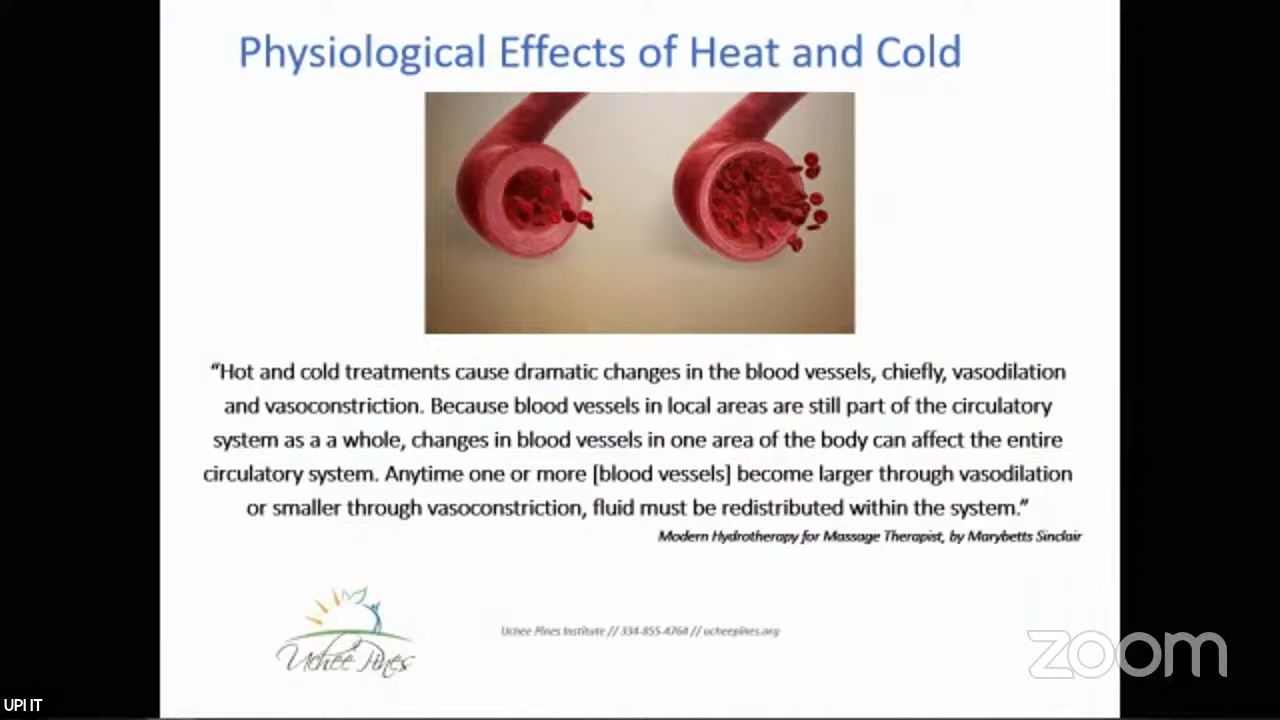 Physiological Effects of Heat and Cold
“Hot and cold treatments cause dramatic changes in the blood vessels, chiefly, vasodilation
and vasoconstriction. Because blood vessels in local areas are still part of the circulatory
system as a a whole, changes in blood vessels in one area of the body can affect the entire
circulatory system. Anytime one or more [blood vessels] become larger through vasodilation
or smaller through vasoconstriction, fluid must be redistributed within the system.”
Modern Hydrotherapy for Massage Therapist, by Marybetts Sinclair
Uchee Pines
Uchee Pines Institute // 334-855-4764 // ucheepines.org
zoom
UPI IT